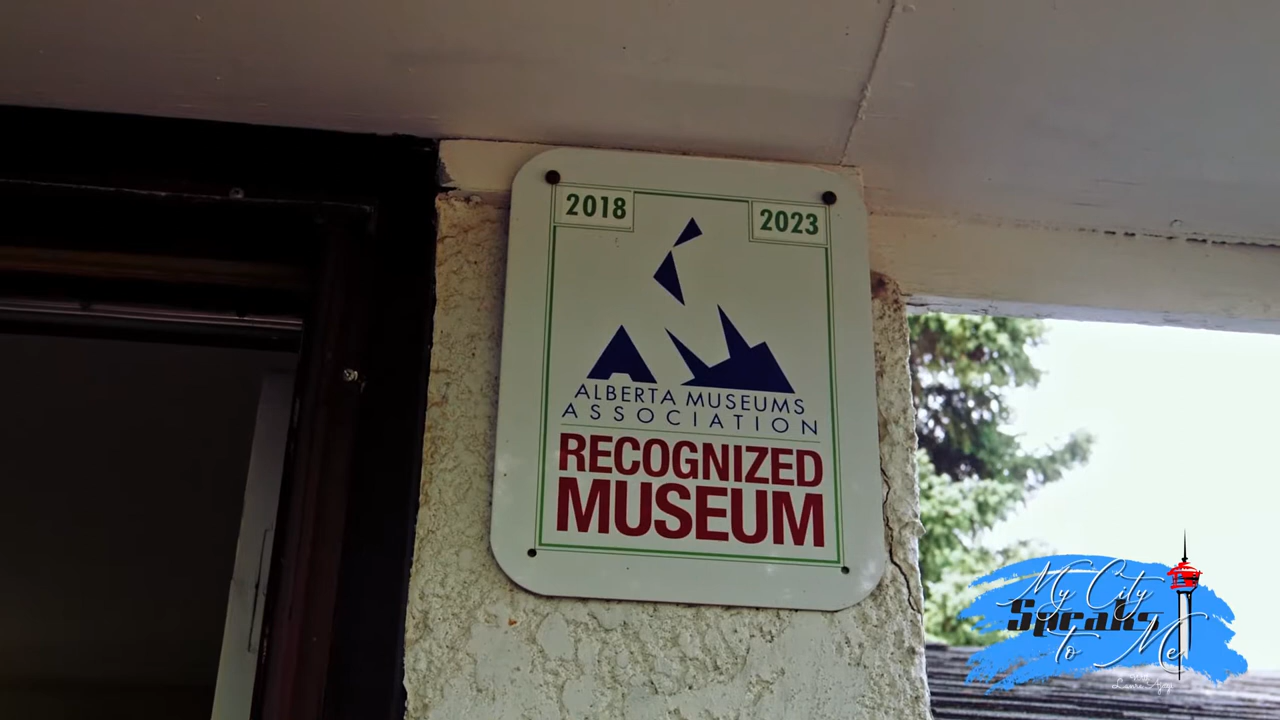 2018 2023
ALBERTA MUSEUMS
ASSOCIATION
RECOGNIZED
MUSEUM
My City
Speaks
to Me